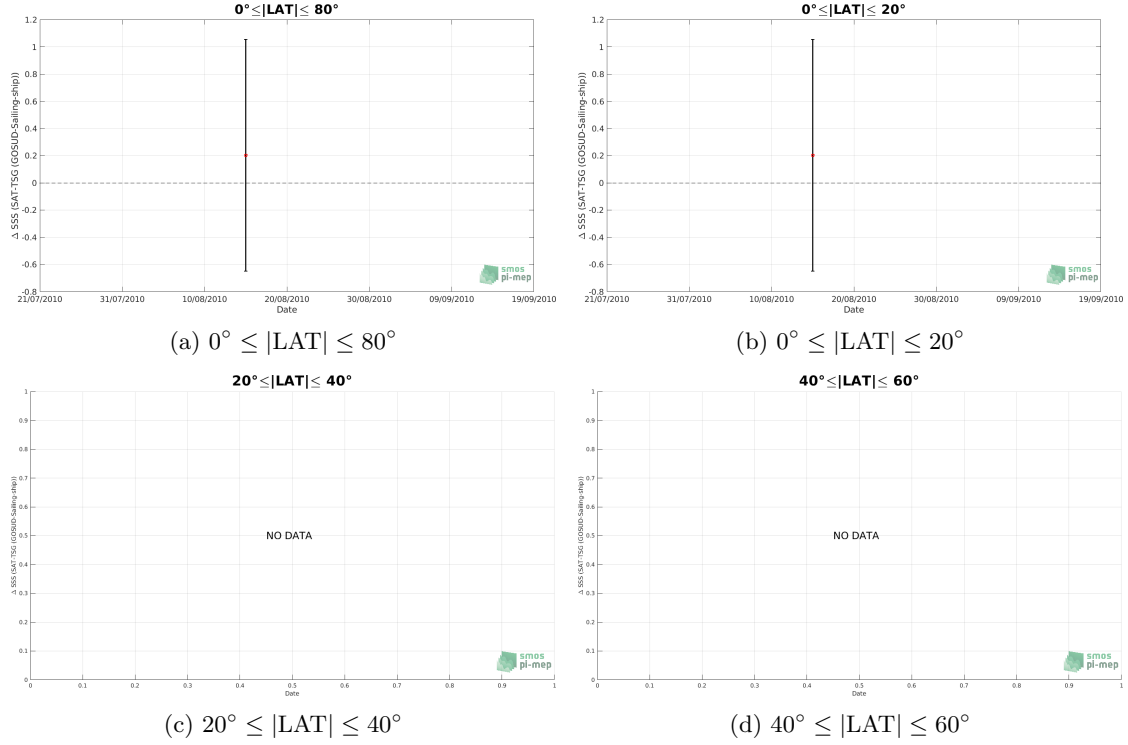 0°≤|LAT|≤ 80°
Δ SSS (SAT-TSG (GOSUD-Sailing-ship))
1.2
1
0.8
0.6
0.4
0.2
0
-0.2
-0.4
-0.6
-0.8
21/07/2010 31/07/2010 10/08/2010 20/08/2010 30/08/2010 09/09/2010 19/09/2010
Date
smos
pi-mep
(a) 0° ≤ |LAT| ≤ 80°
0°≤|LAT|≤ 20°
Δ SSS (SAT-TSG (GOSUD-Sailing-ship))
1.2
1
0.8
0.6
0.4
0.2
0
-0.2
-0.4
-0.6
-0.8
21/07/2010 31/07/2010 10/08/2010 20/08/2010 30/08/2010 09/09/2010 19/09/2010
Date
smos
pi-mep
(b) 0° ≤ |LAT| ≤ 20°
20°≤|LAT|≤ 40°
Δ SSS (SAT-TSG (GOSUD-Sailing-ship))
1
0.9
0.8
0.7
0.6
0.5
0.4
0.3
0.2
0.1
0
NO DATA
0 0.1 0.2 0.3 0.4 0.5 0.6 0.7 0.8 0.9 1
Date
smos
pi-mep
(c) 20° ≤ |LAT| ≤ 40°
40°≤|LAT|≤ 60°
Δ SSS (SAT-TSG (GOSUD-Sailing-ship))
1
0.9
0.8
0.7
0.6
0.5
0.4
0.3
0.2
0.1
0
NO DATA
0 0.1 0.2 0.3 0.4 0.5 0.6 0.7 0.8 0.9 1
Date
smos
pi-mep
(d) 40° ≤ |LAT| ≤ 60°